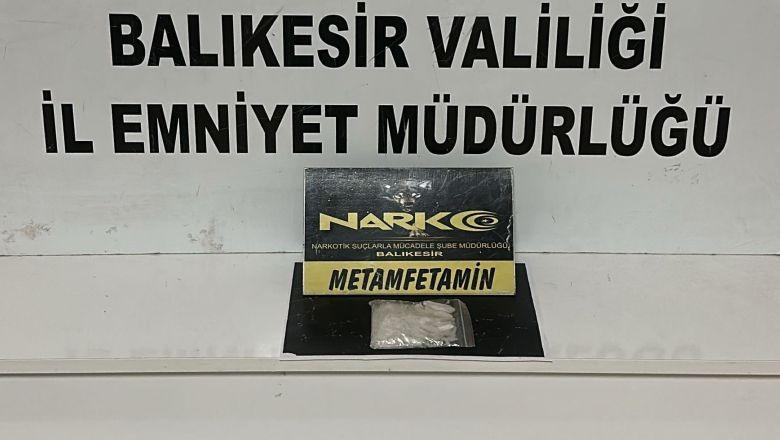 BALIKESİR VALİLİĞİ
İL EMNİYET MÜDÜRLÜĞÜ
NARKO
NARKOTİK SUÇLARLA MÜCADELE ŞUBE MÜDÜRLÜĞÜ
BALIKESİR
METAMFETAMİN